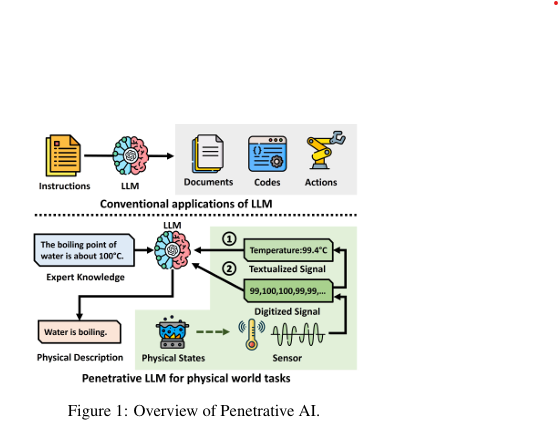 Instructions
LLM
Documents
Codes
Actions
Conventional applications of LLM
LLM
The boiling point of
water is about 100°C.
Expert Knowledge
①
Temperature:99.4°C
Textualized Signal
②
99,100,100,99,99,...
Digitized Signal
Water is boiling.
Physical Description
Physical States
Sensor
Penetrative LLM for physical world tasks
Figure 1: Overview of Penetrative AI.